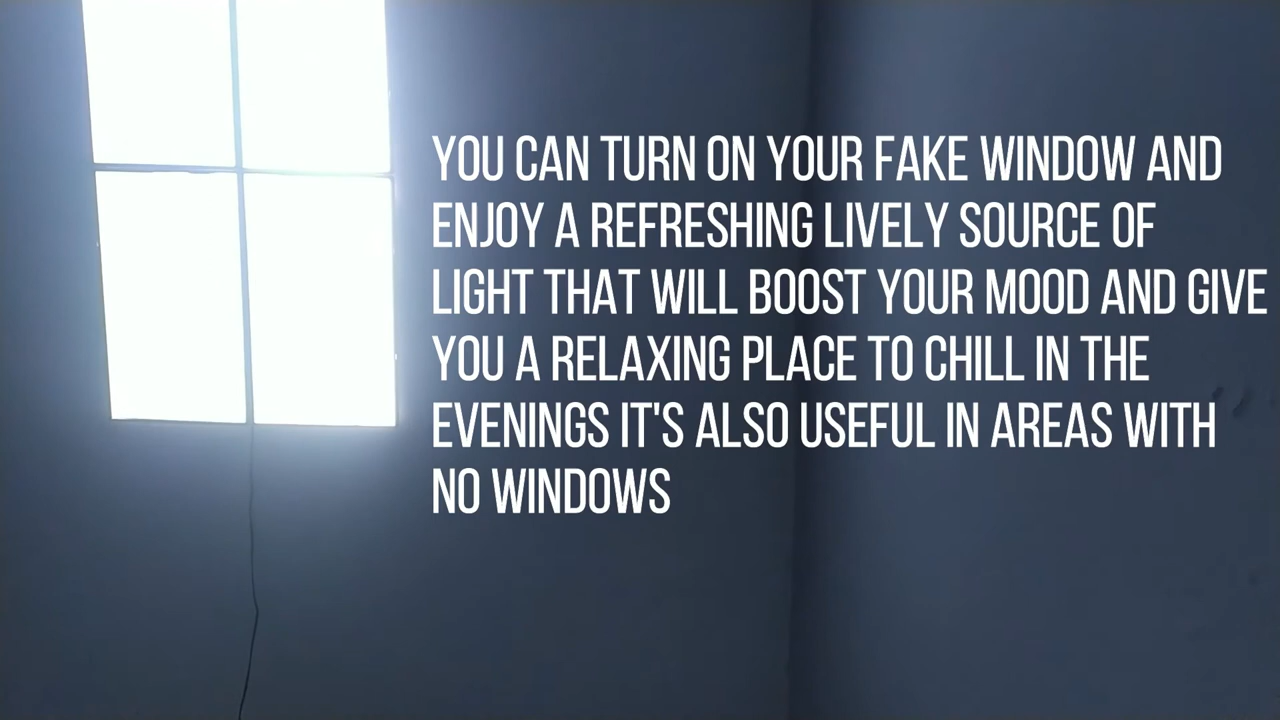 YOU CAN TURN ON YOUR FAKE WINDOW AND
ENJOY A REFRESHING LIVELY SOURCE OF
LIGHT THAT WILL BOOST YOUR MOOD AND GIVE
YOU A RELAXING PLACE TO CHILL IN THE
EVENINGS IT'S ALSO USEFUL IN AREAS WITH
NO WINDOWS